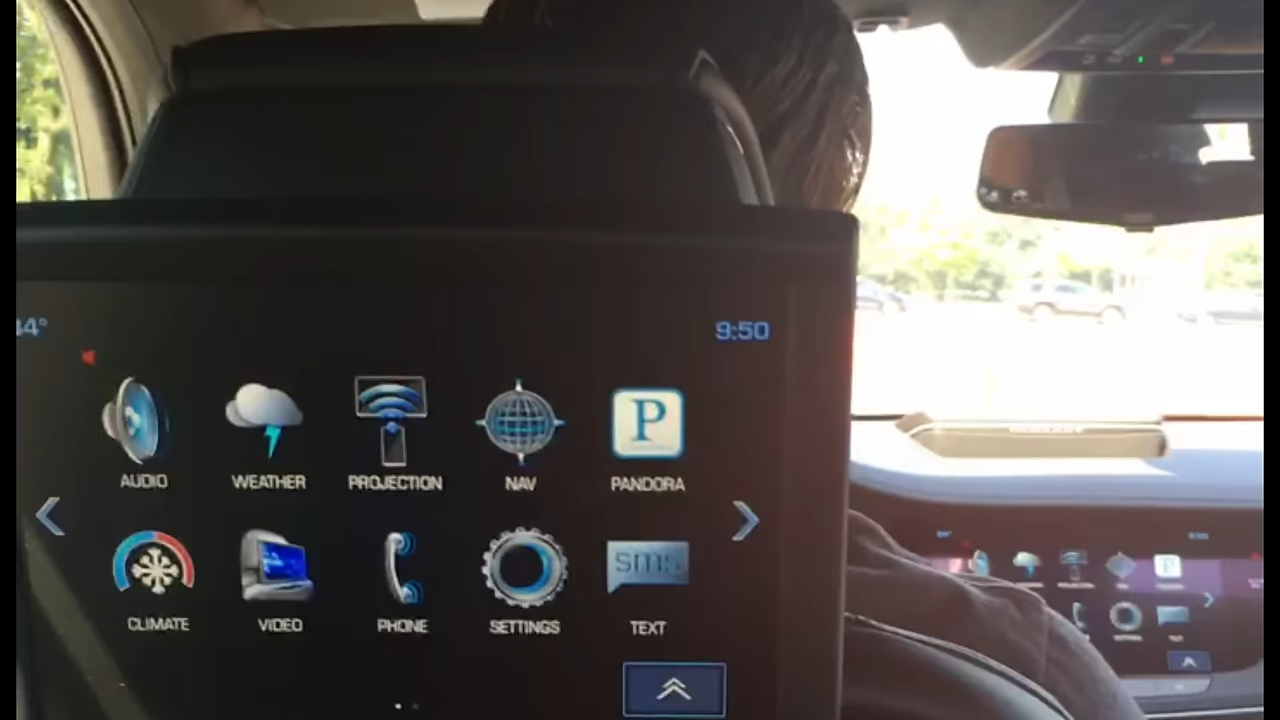 9:50
AUDIO WEATHER PROJECTION NAV PANDORA
P
CLIMATE VIDEO PHONE SETTINGS TEXT
sms
P